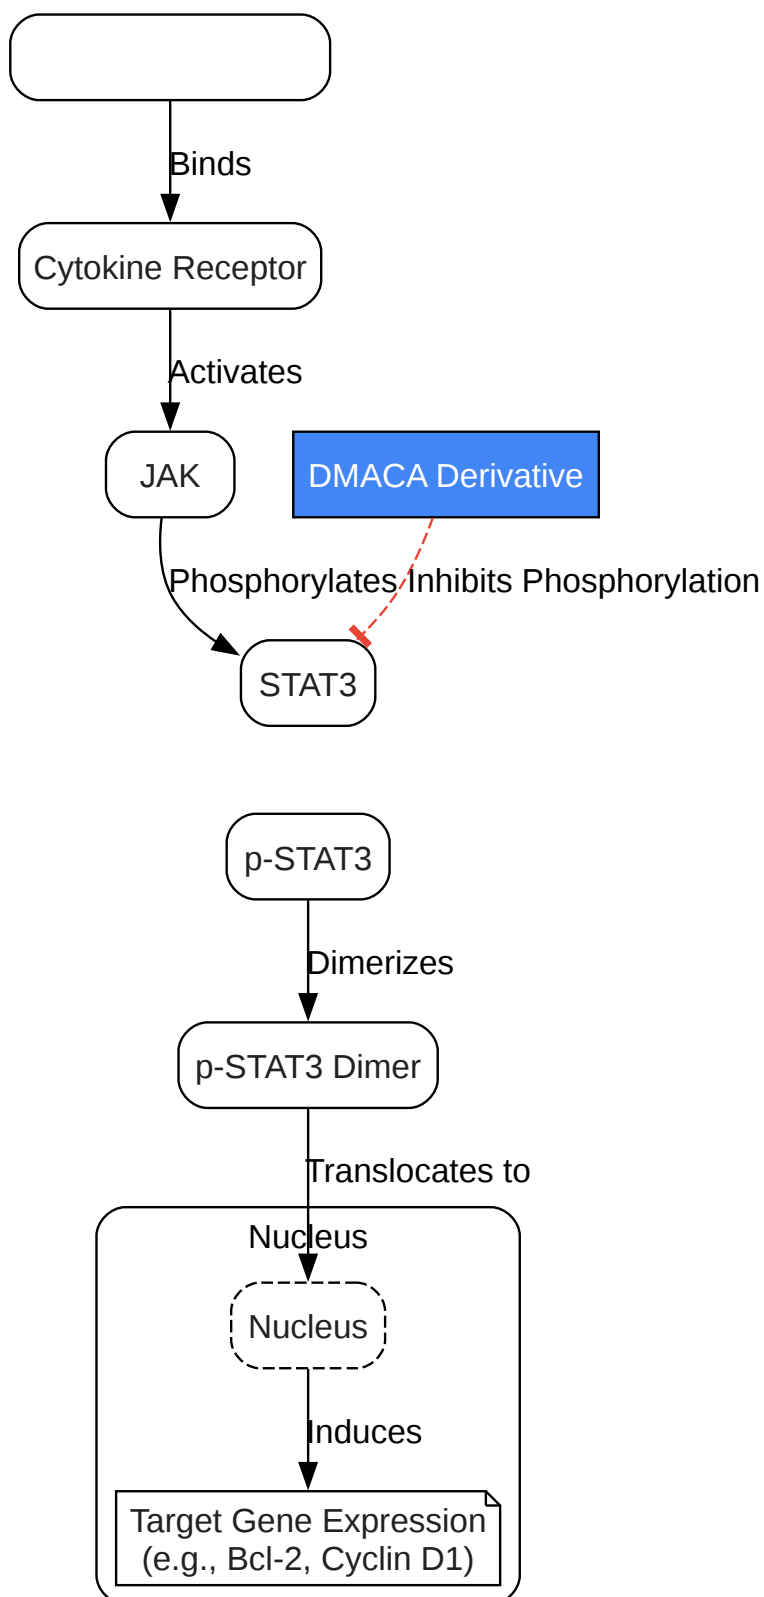 Binds
Cytokine Receptor
Activates
JAK
DMACA Derivative
Phosphorylates
Inhibits Phosphorylation
STAT3
p-STAT3
Dimerizes
p-STAT3 Dimer
Translocates to
Nucleus
Nucleus
Induces
Target Gene Expression
(e.g., Bcl-2, Cyclin D1)